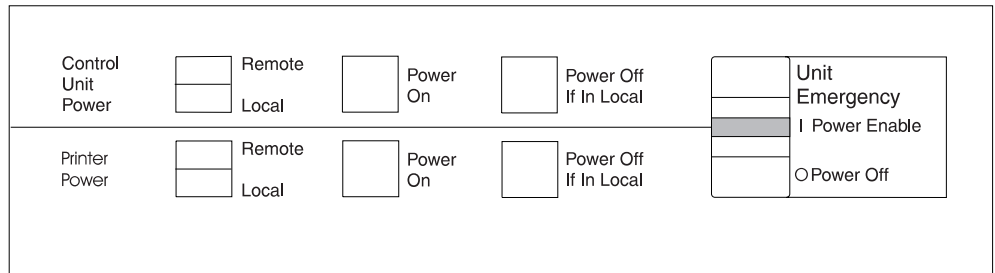 Control
Unit
Power
Remote
Local
Power
On
Power Off
If In Local
Unit
Emergency
I Power Enable
O Power Off
Printer
Power
Remote
Local
Power
On
Power Off
If In Local